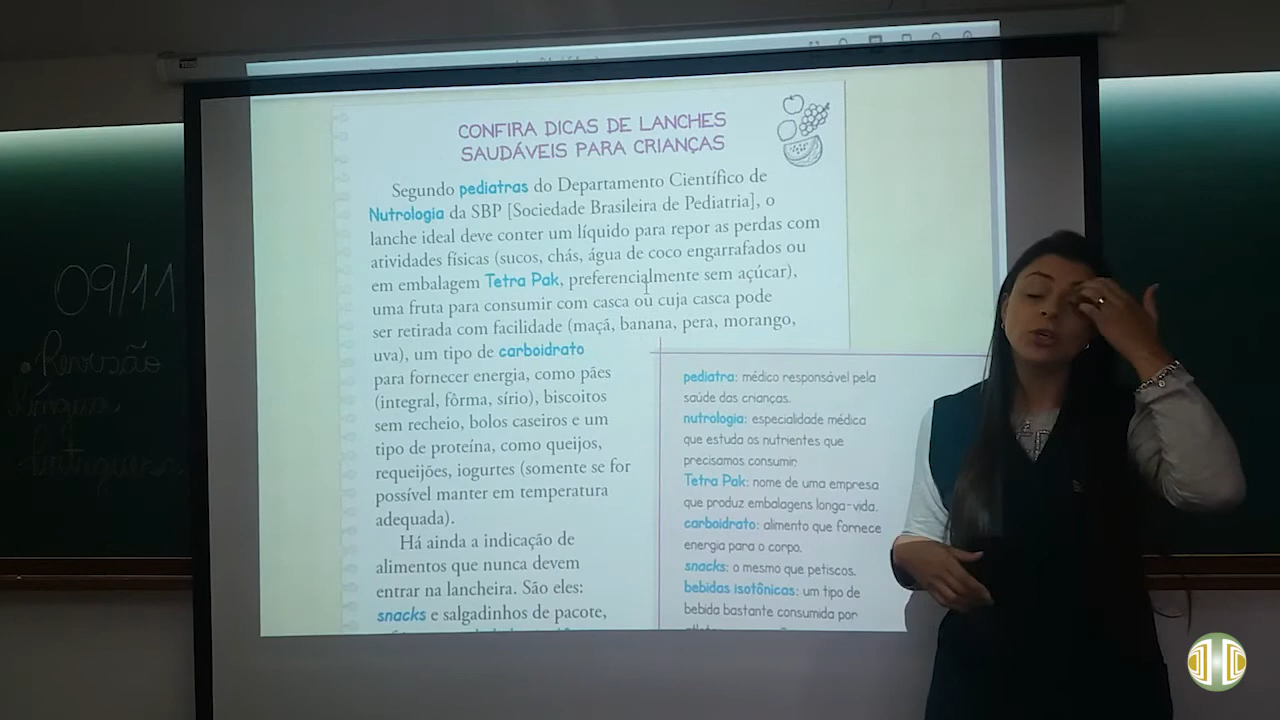 CONFIRA DICAS DE LANCHES
SAUDÁVEIS PARA CRIANÇAS
Segundo pediatras do Departamento Científico de
Nutrologia da SBP [Sociedade Brasileira de Pediatria], o
lanche ideal deve conter um líquido para repor as perdas com
atividades físicas (sucos, chás, água de coco engarrafados ou
em embalagem Tetra Pak, preferencialmente sem açúcar),
uma fruta para consumir com casca ou cuja casca pode
ser retirada com facilidade (maçá, banana, pera, morango,
uva), um tipo de carboidrato
para fornecer energia, como pães
(integral, fôrma, sírio), biscoitos
sem recheio, bolos caseiros e um
tipo de proteína, como queijos,
requeijões, iogurtes (somente se for
possível manter em temperatura
adequada).
Há ainda a indicação de
alimentos que nunca devem
entrar na lancheira. São eles:
snacks e salgadinhos de pacote,
pediatra: médico responsável pela
saúde das crianças.
nutrologia: especialidade médica
que estuda os nutrientes que
precisamos consumir.
Tetra Pak: nome de uma empresa
que produz embalagens longa-vida.
carboidrato: alimento que fornece
energia para o corpo.
snacks: o mesmo que petiscos.
bebidas isotônicas: um tipo de
bebida bastante consumida por
09/11
• Revisão
Língua